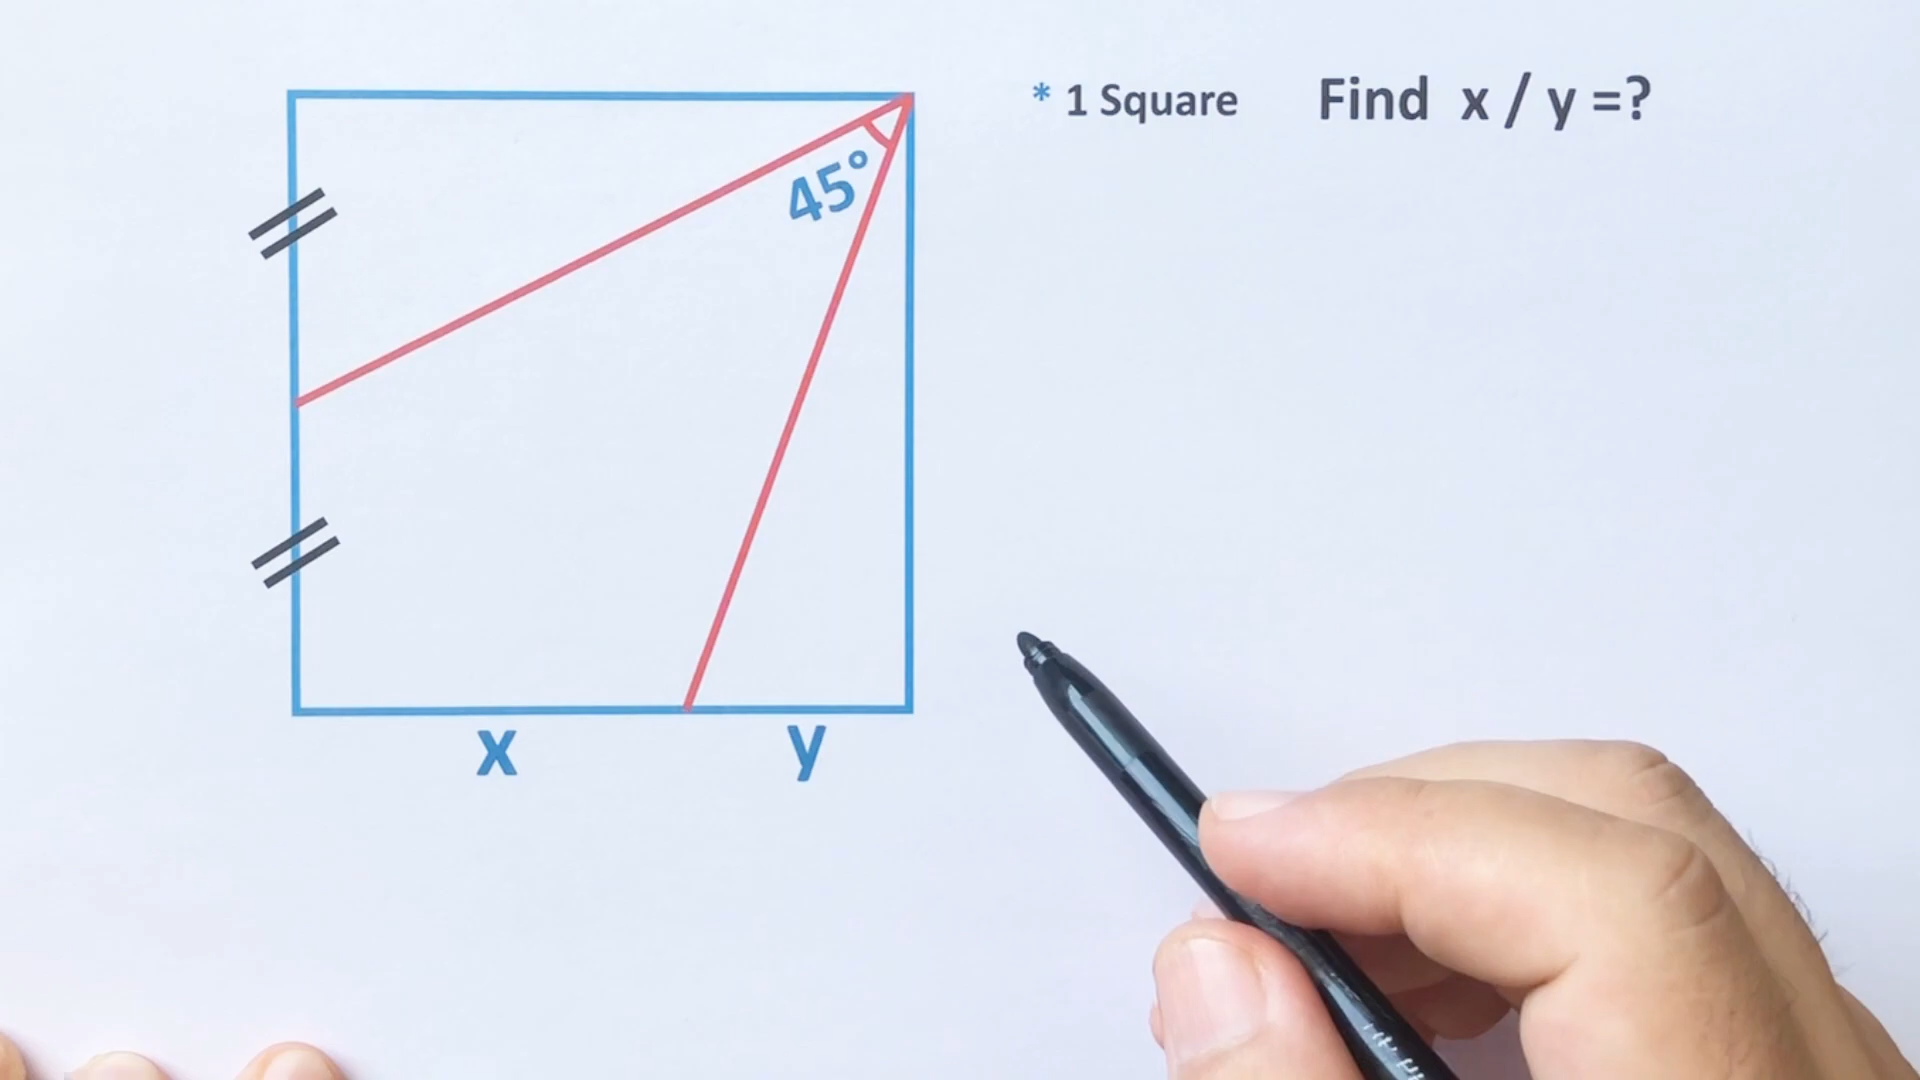 * 1 Square Find x / y =?
45°
x y